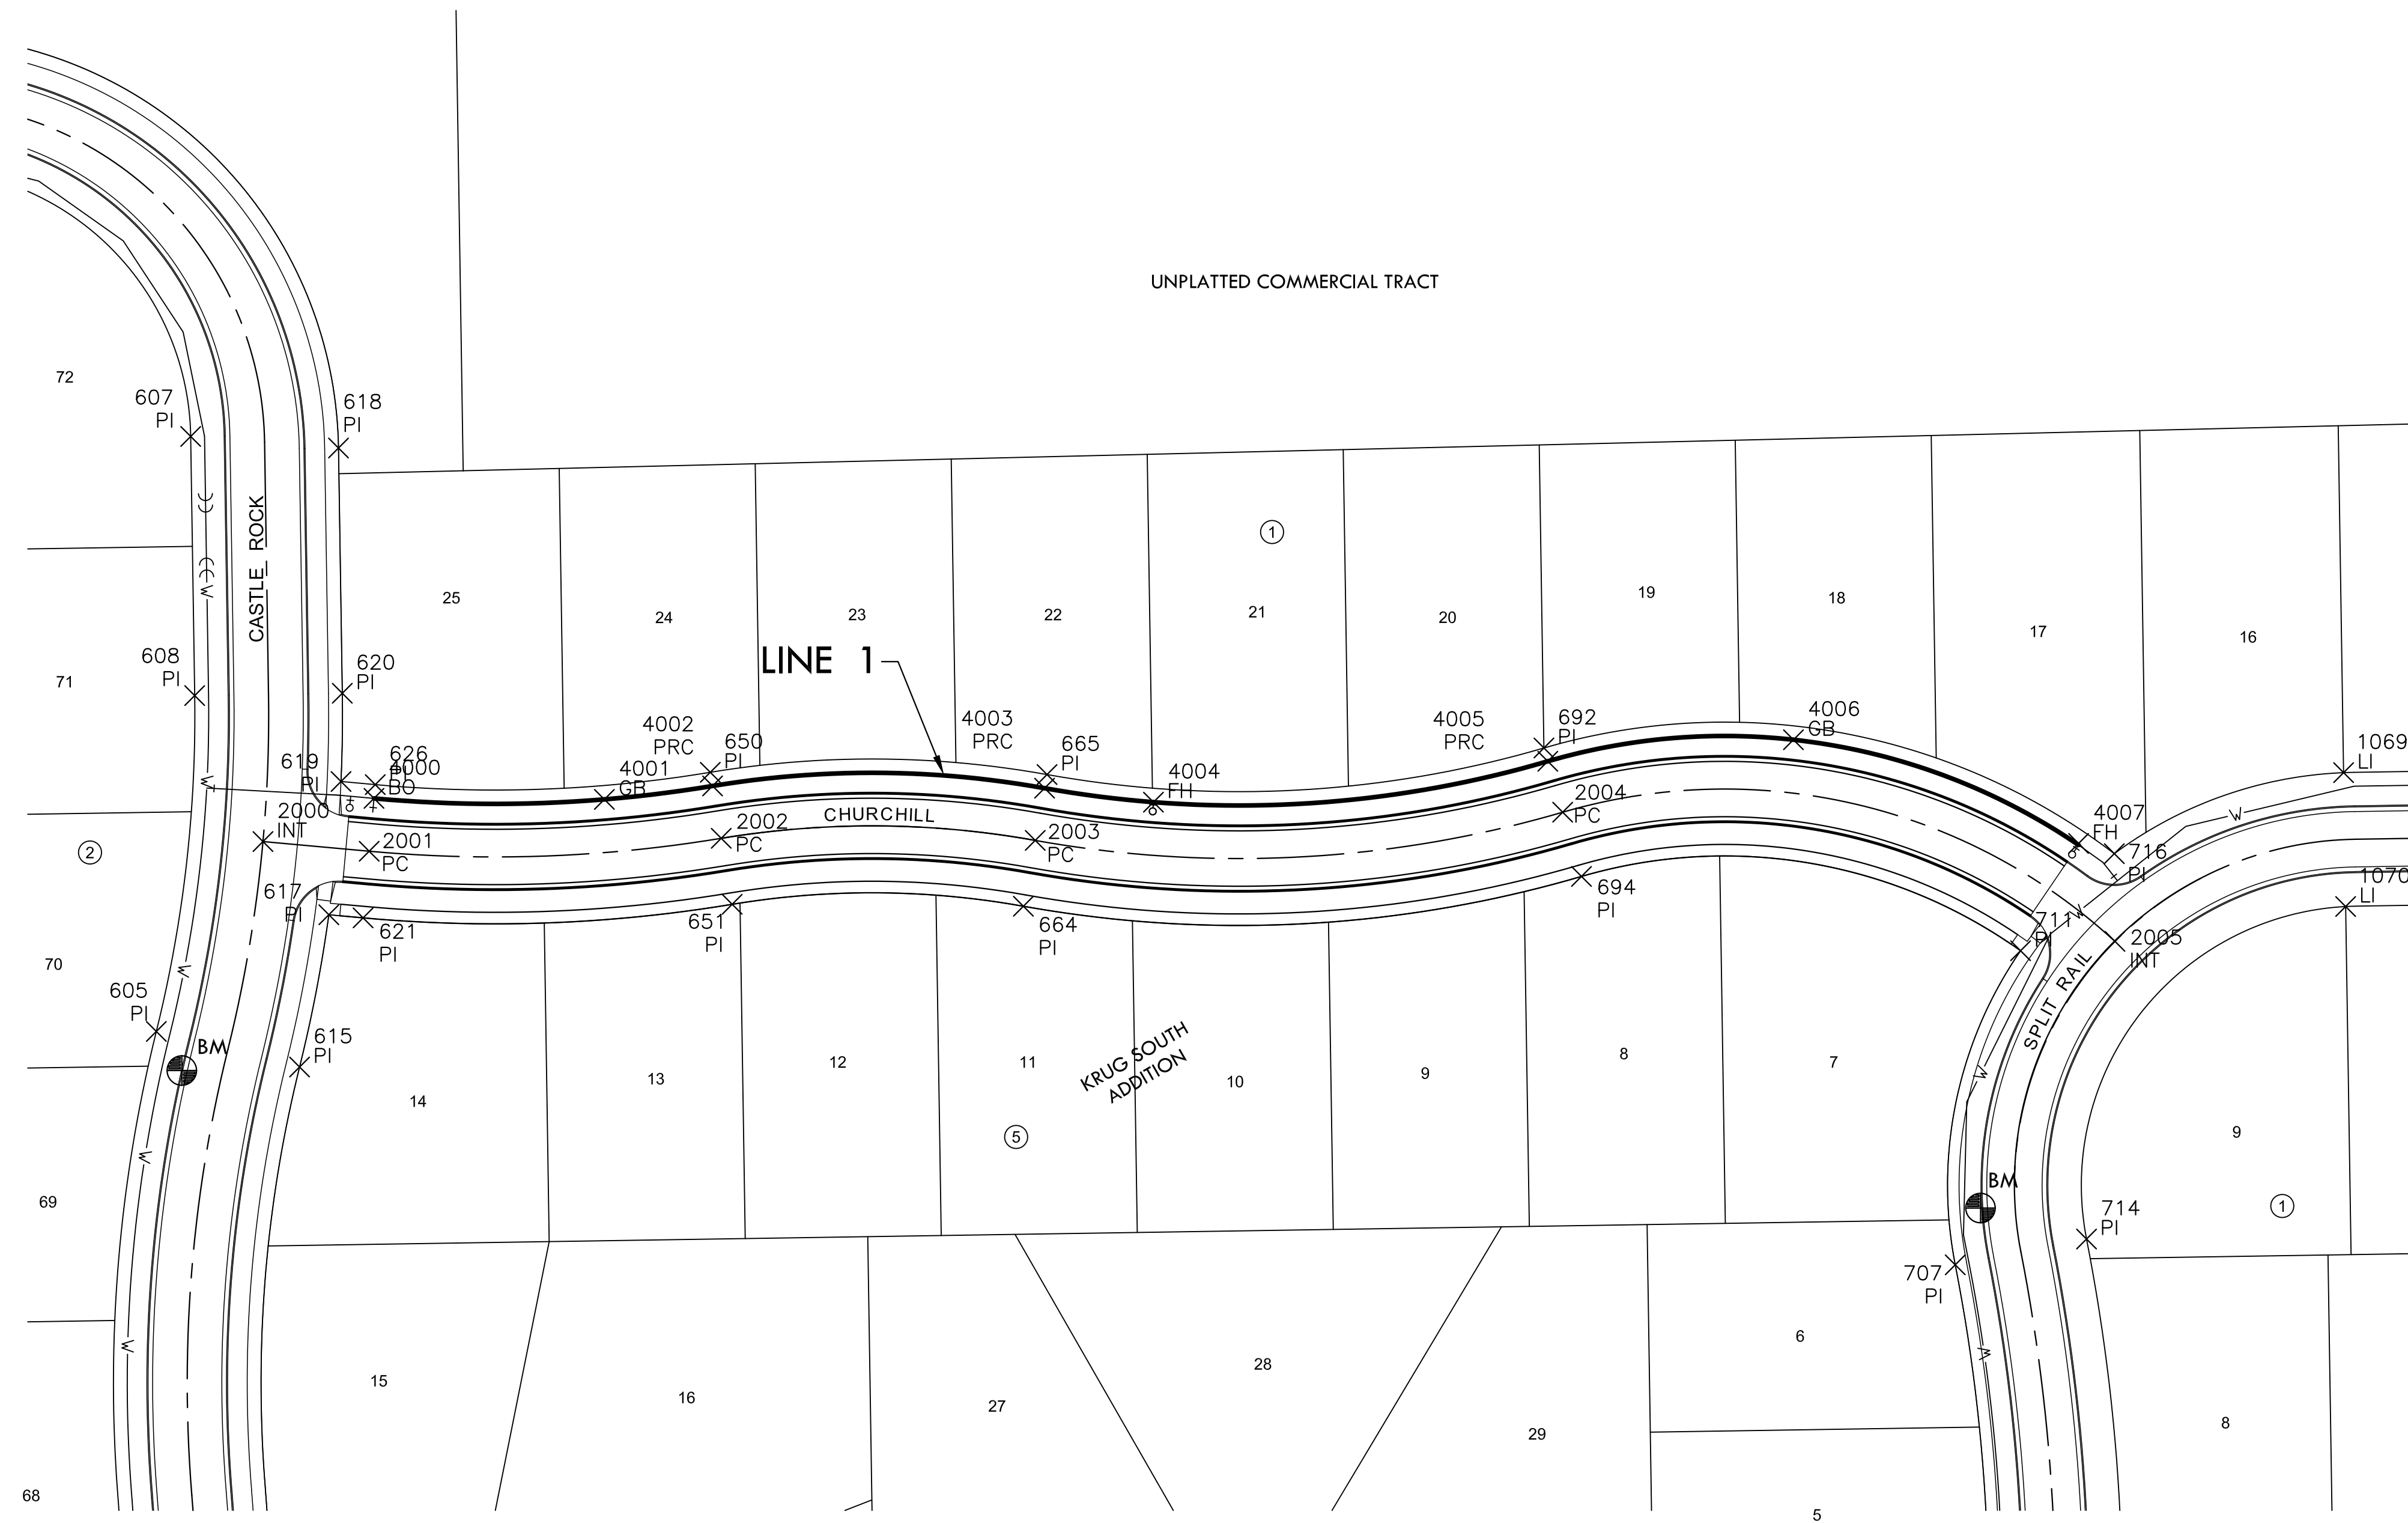 UNPLATTED COMMERCIAL TRACT
72
607
PI
618
PI
CASTLE ROCK
W
1
25
24
23
22
21
20
19
18
17
16
LINE 1
608
PI
620
PI
71
4002
PRC
650
PI
4003
PRC
665
PI
4005
PRC
692
PI
4006
GB
1069
LI
619
PI
626
PI
4000
BO
4001
GB
4004
FH
W
2000
INT
2001
PC
2002
PC
CHURCHILL
2003
PC
2004
PC
4007
FH
W
716
PI
2
617
PI
621
PI
651
PI
664
PI
694
PI
1070
LI
711
PI
W
2005
INT
70
W
605
PI
SPLIT RAIL
BM
615
PI
14
13
12
11
KRUG SOUTH
ADDITION
10
9
8
7
W
9
5
W
69
BM
714
PI
1
707
PI
W
15
16
27
28
29
6
W
8
68
5